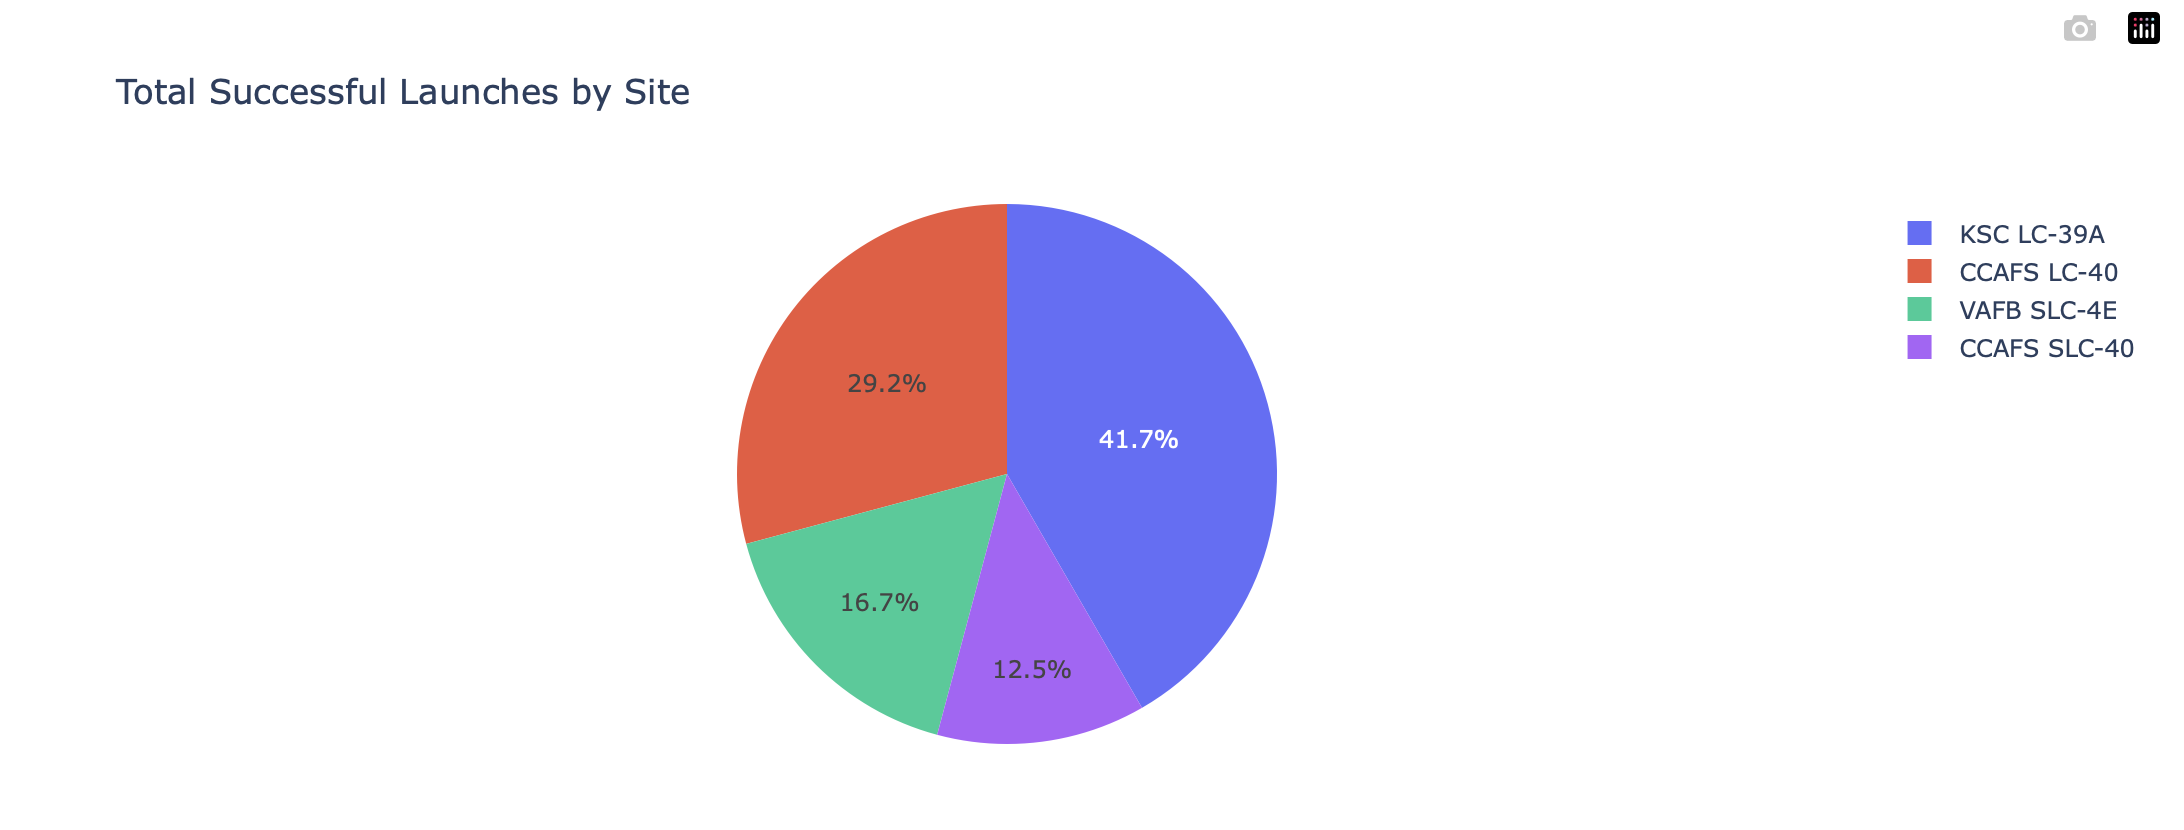 Total Successful Launches by Site
KSC LC-39A
CCAFS LC-40
VAFB SLC-4E
CCAFS SLC-40
29.2%
41.7%
16.7%
12.5%